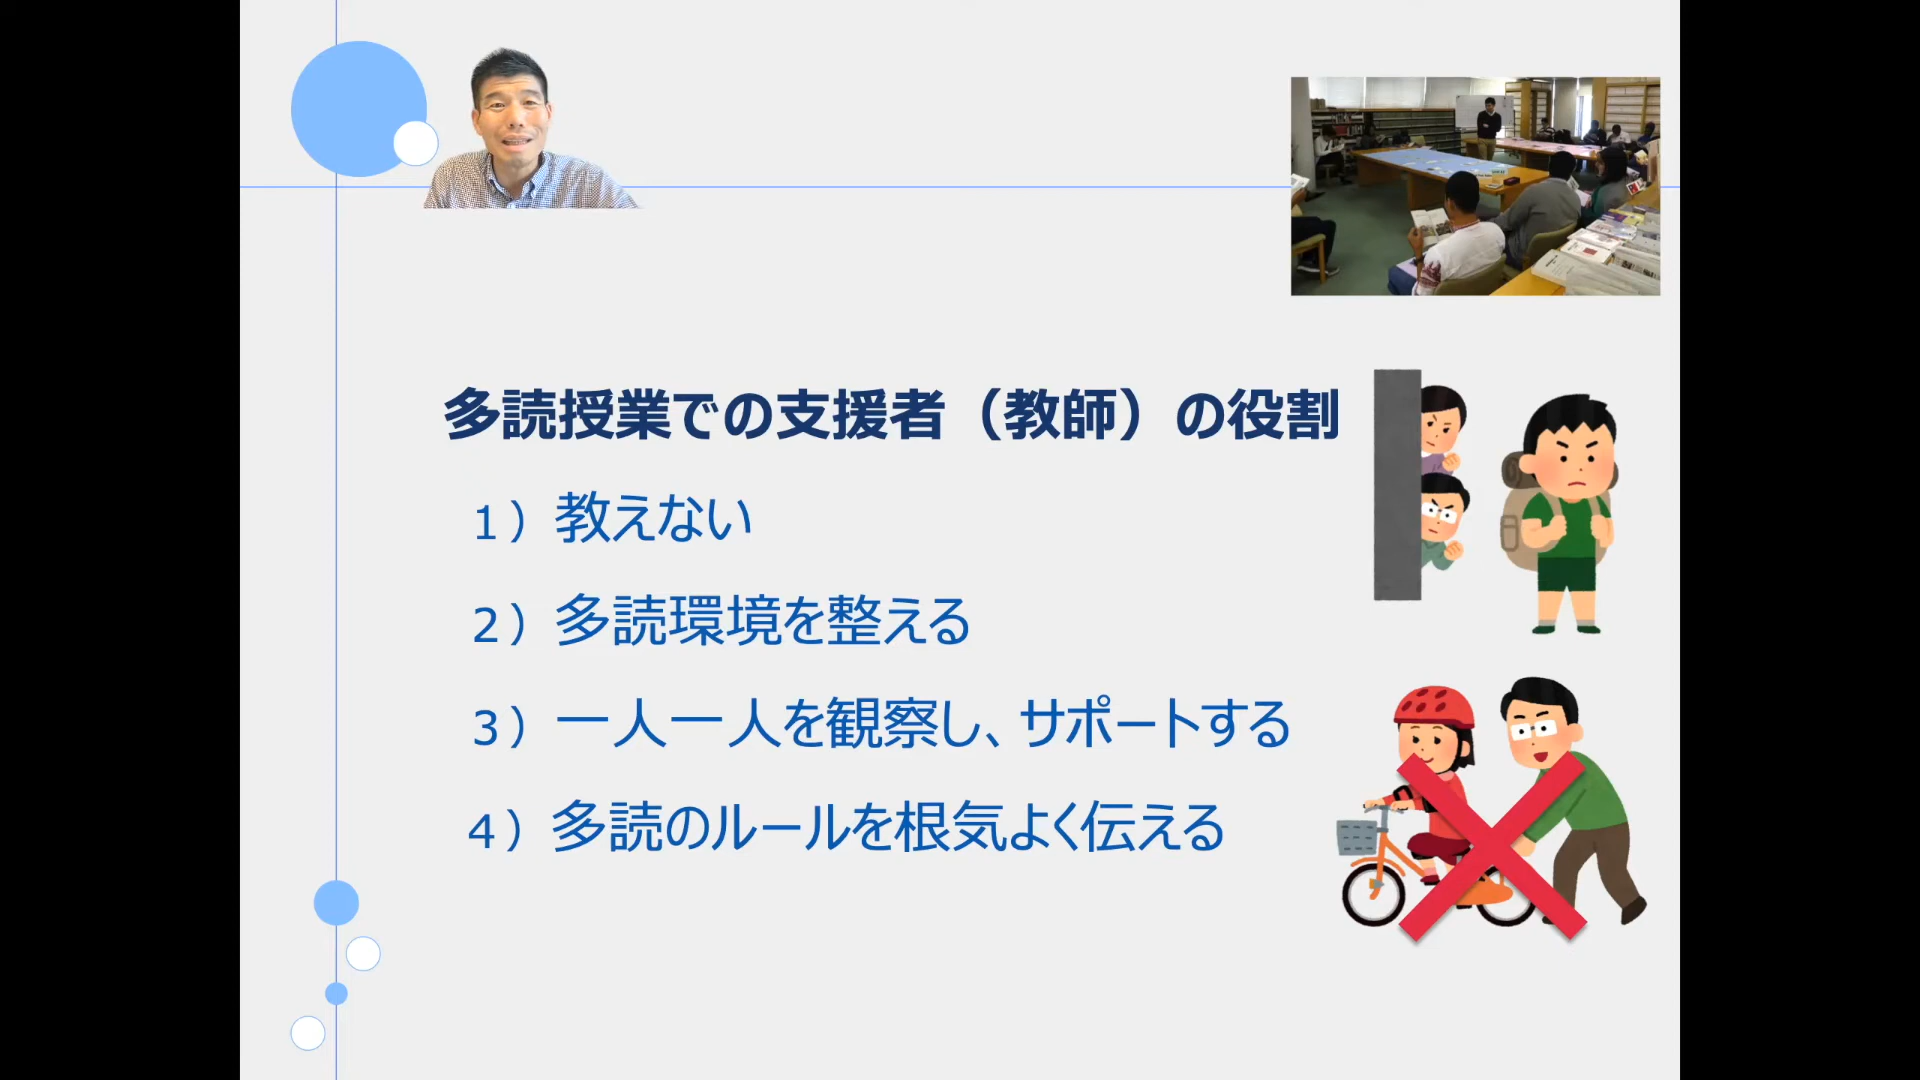 多読授業での支援者（教師）の役割
１）教えない
２）多読環境を整える
３）一人一人を観察し、サポートする
４）多読のルールを根気よく伝える